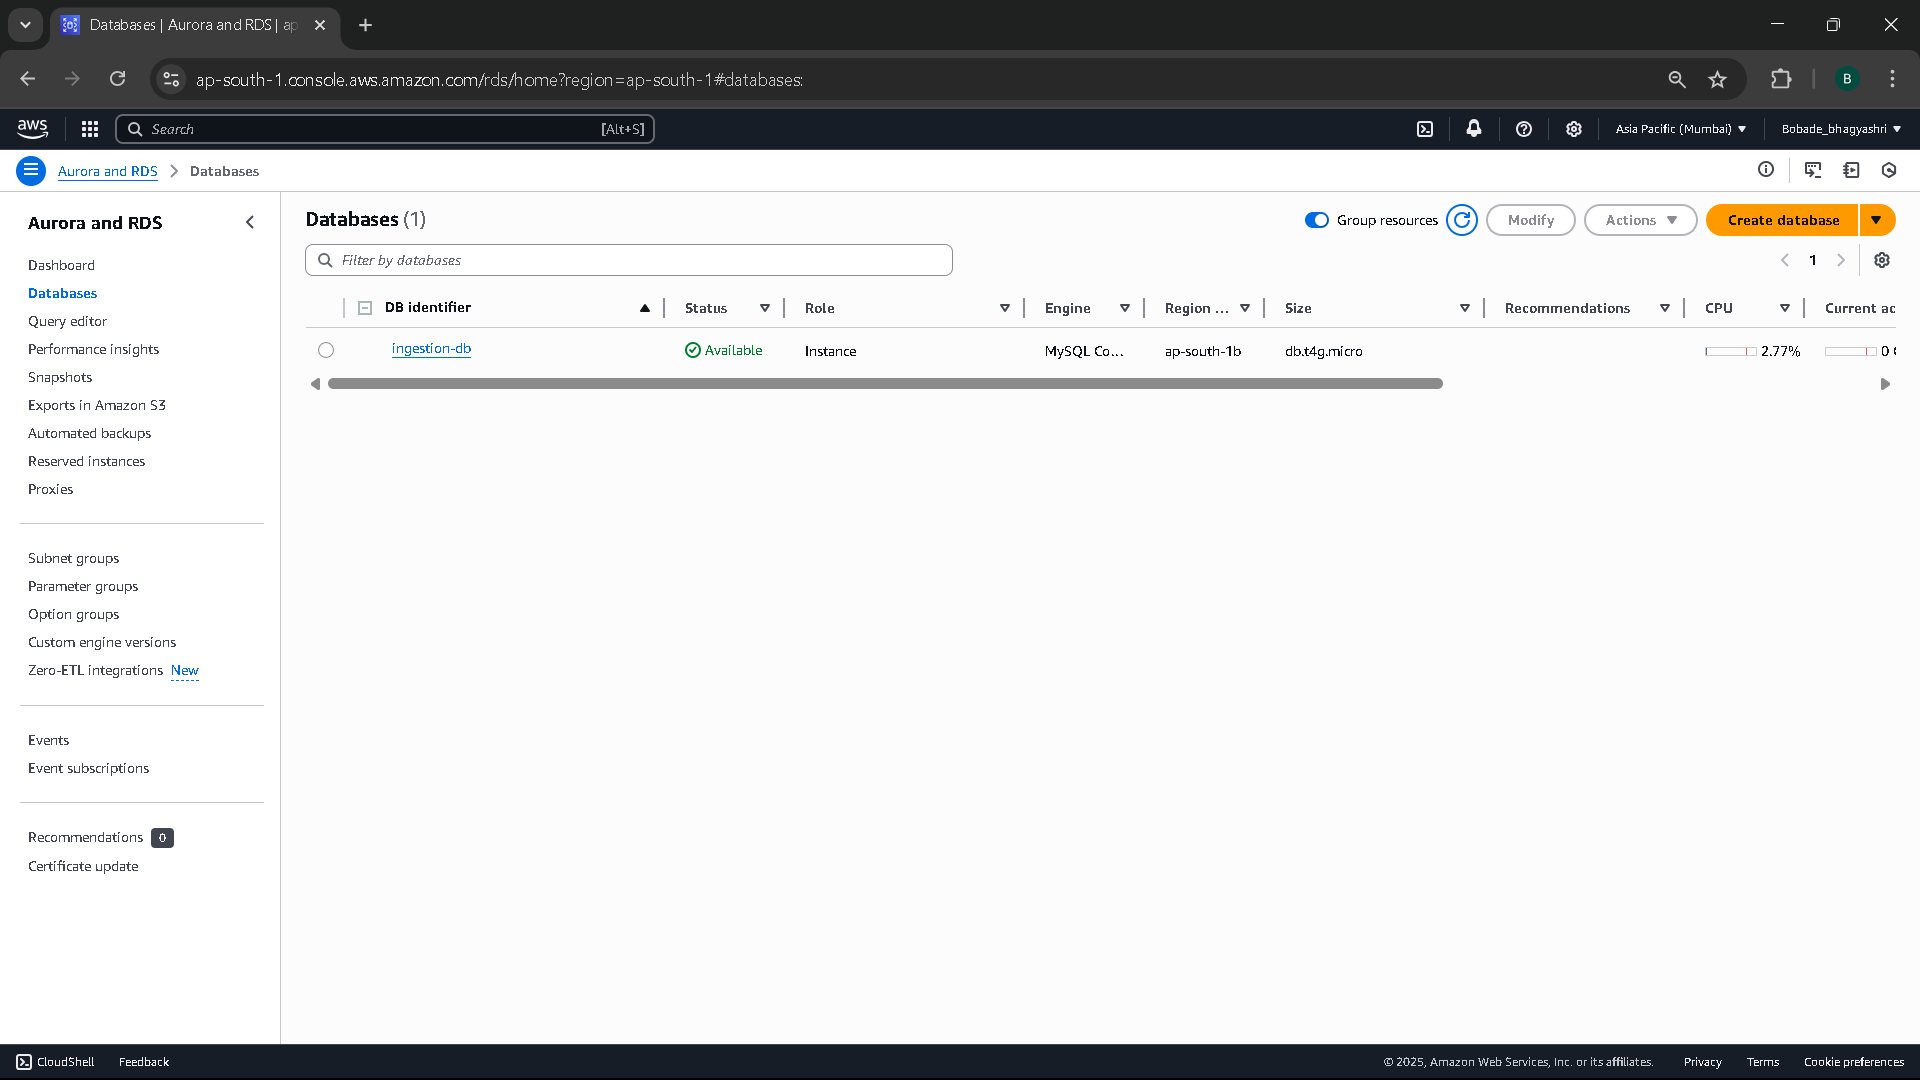 Databases | Aurora and RDS | ap
ap-south-1.console.aws.amazon.com/rds/home?region=ap-south-1#databases:
B
aws
Search [Alt+S]
Asia Pacific (Mumbai)
Bobade_bhagyashri
Aurora and RDS > Databases
Aurora and RDS
Dashboard
Databases
Query editor
Performance insights
Snapshots
Exports in Amazon S3
Automated backups
Reserved instances
Proxies
Subnet groups
Parameter groups
Option groups
Custom engine versions
Zero-ETL integrations New
Events
Event subscriptions
Recommendations 0
Certificate update
Databases (1)
Group resources
Modify
Actions
Create database
Filter by databases
1
DB identifier Status Role Engine Region ... Size Recommendations CPU Current ac
ingestion-db Available Instance MySQL Co... ap-south-1b db.t4g.micro 2.77% 0
CloudShell Feedback © 2025, Amazon Web Services, Inc. or its affiliates. Privacy Terms Cookie preferences